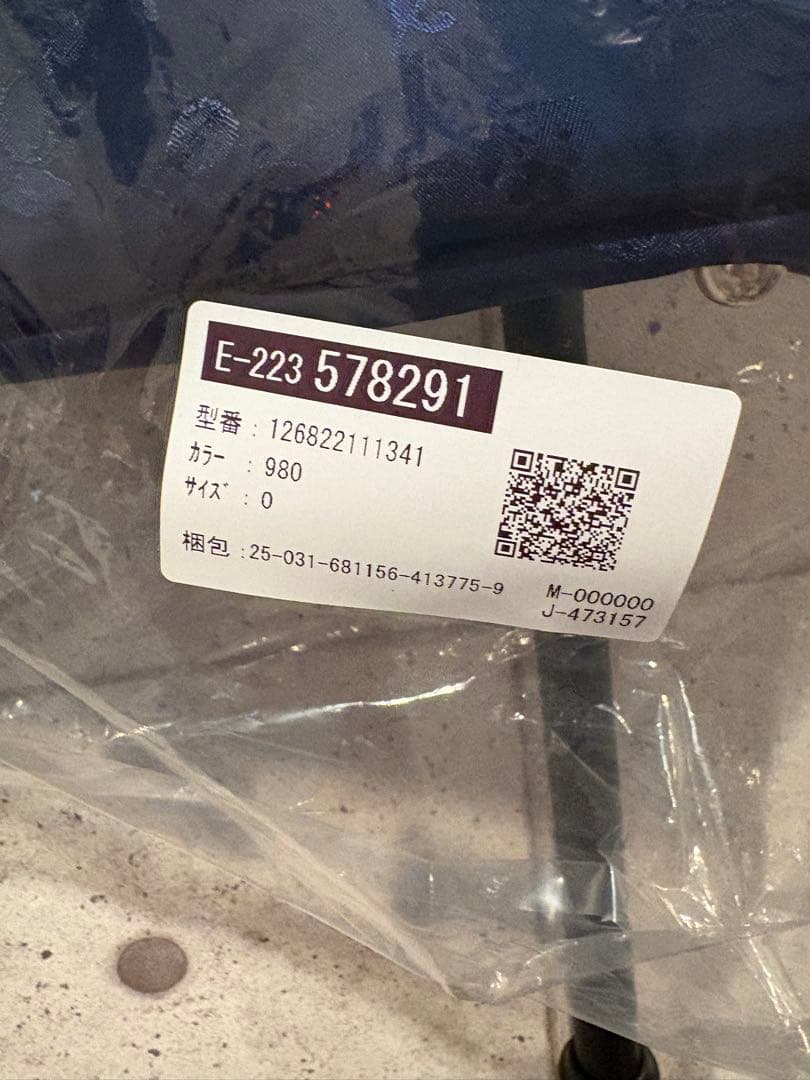 E-223 578291
型番 : 126822111341
ｶﾗｰ : 980
ｻｲｽﾞ : 0
梱包 : 25-031-681156-413775-9
M-000000
J-473157